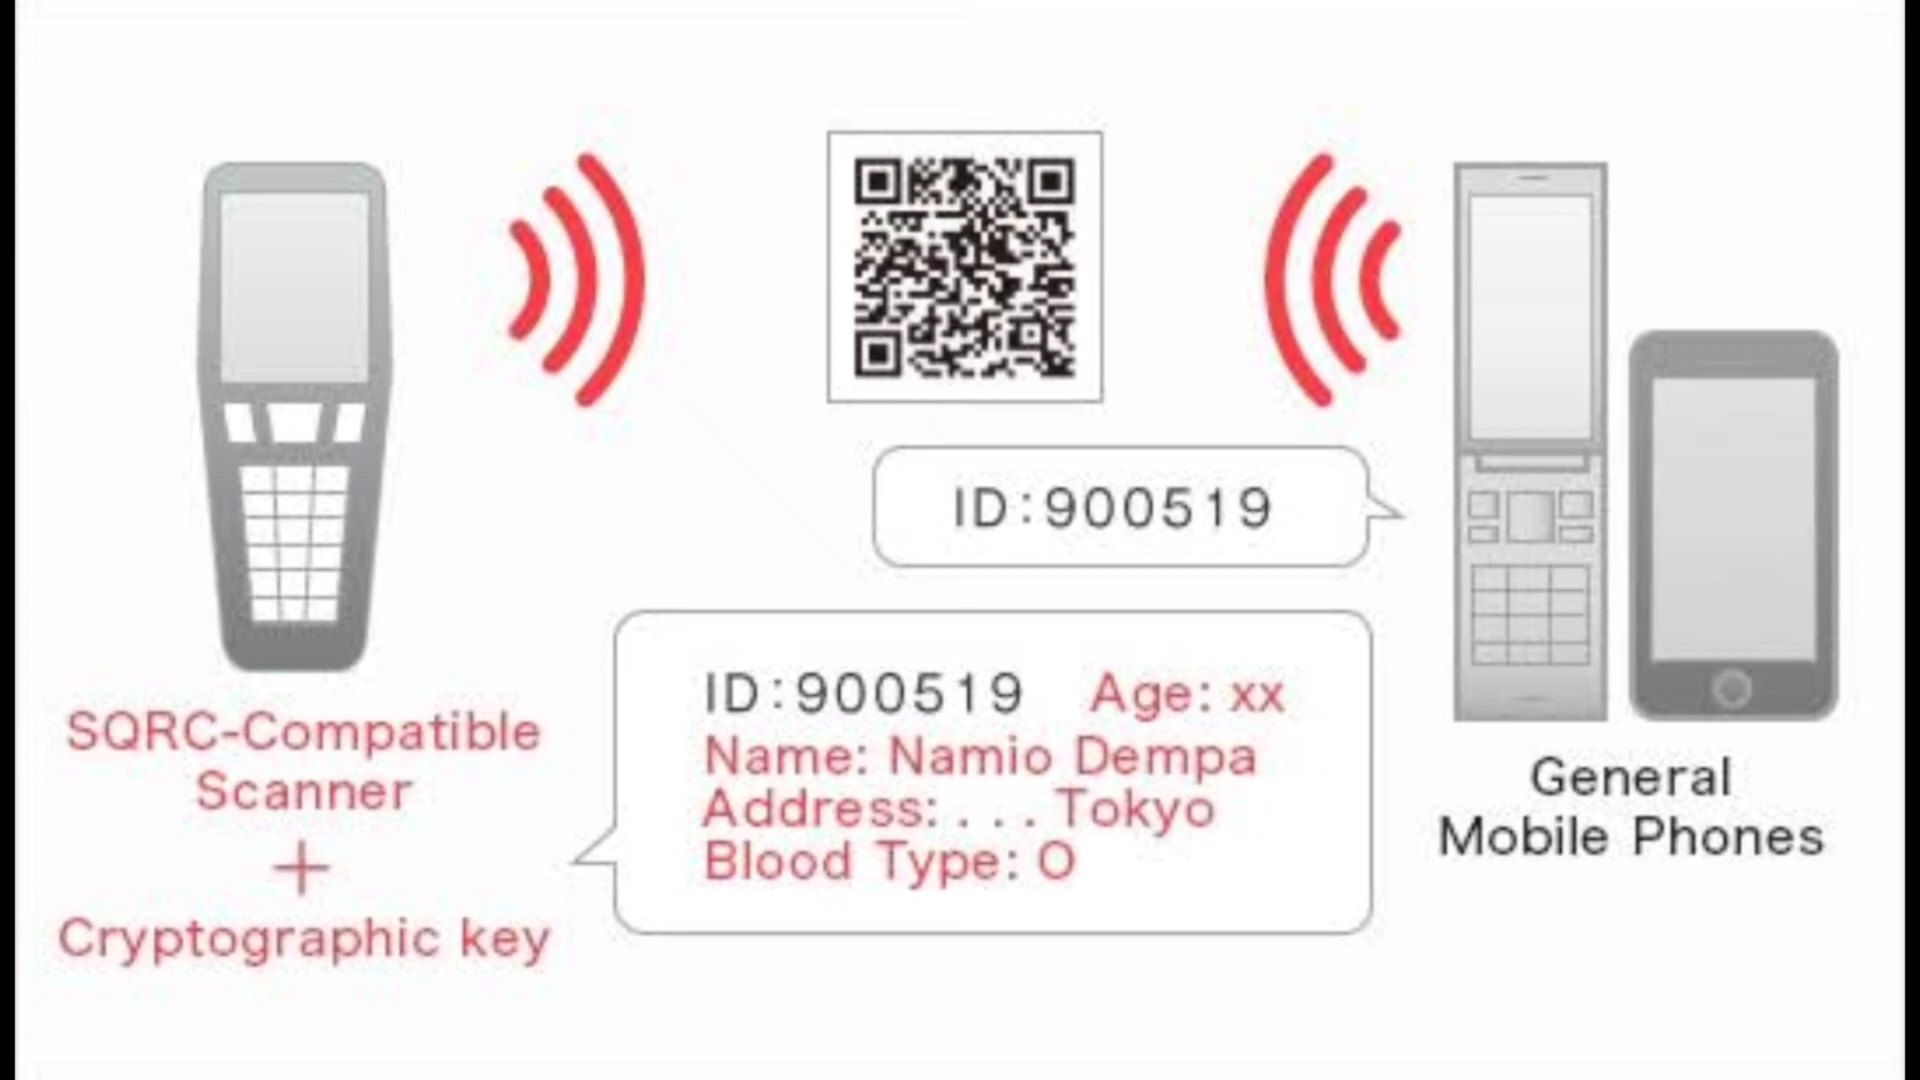 ID:900519
ID:900519 Age: xx
Name: Namio Dempa
Address: . . . Tokyo
Blood Type: O
SQRC-Compatible
Scanner
+
Cryptographic key
General
Mobile Phones